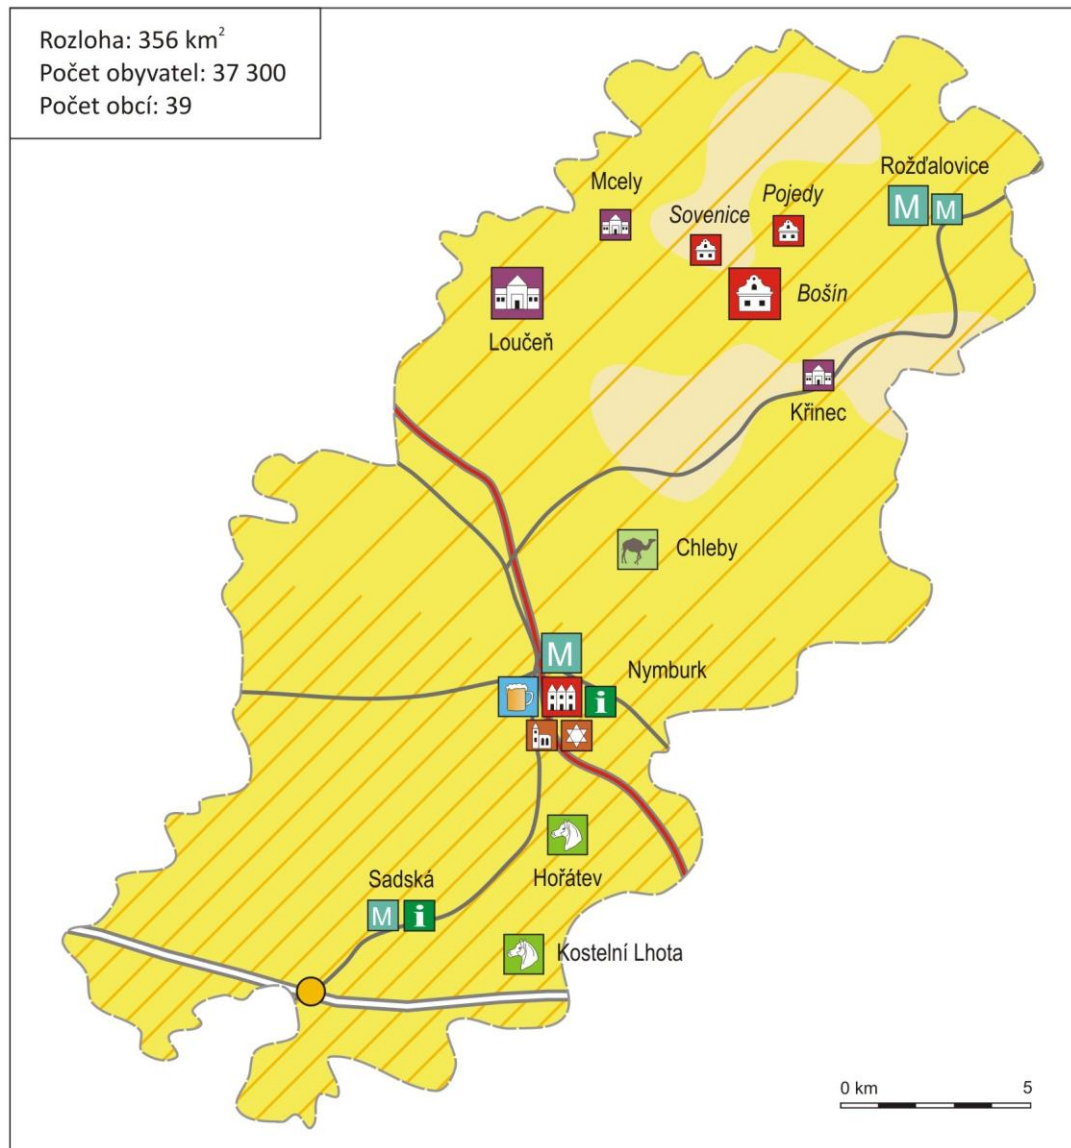 Rozloha: 356 km²
Počet obyvatel: 37 300
Počet obcí: 39
Rožďalovice
M M
Mcely
Pojedy
Sovenice
Bošín
Loučeň
Křinec
Chleby
M
Nymburk
i
Hořátev
Sadská
M i
Kostelní Lhota
0 km 5